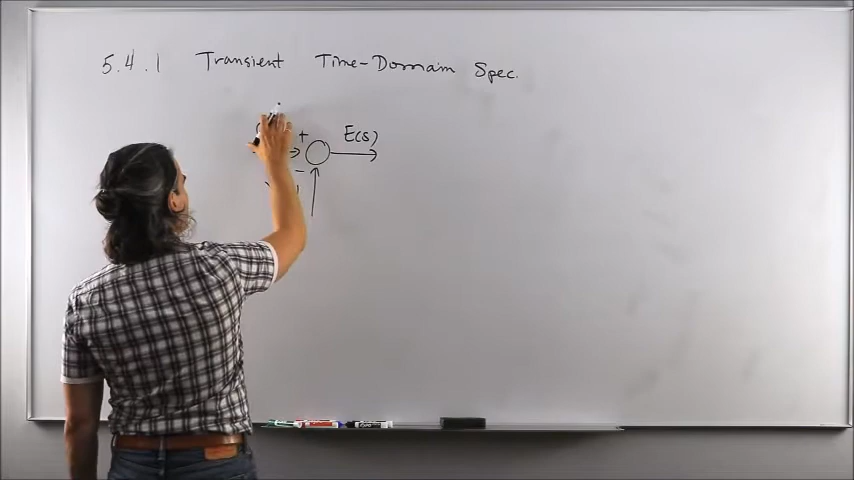 5.4.1 Transient Time-Domain Spec.
+ E(s)
−